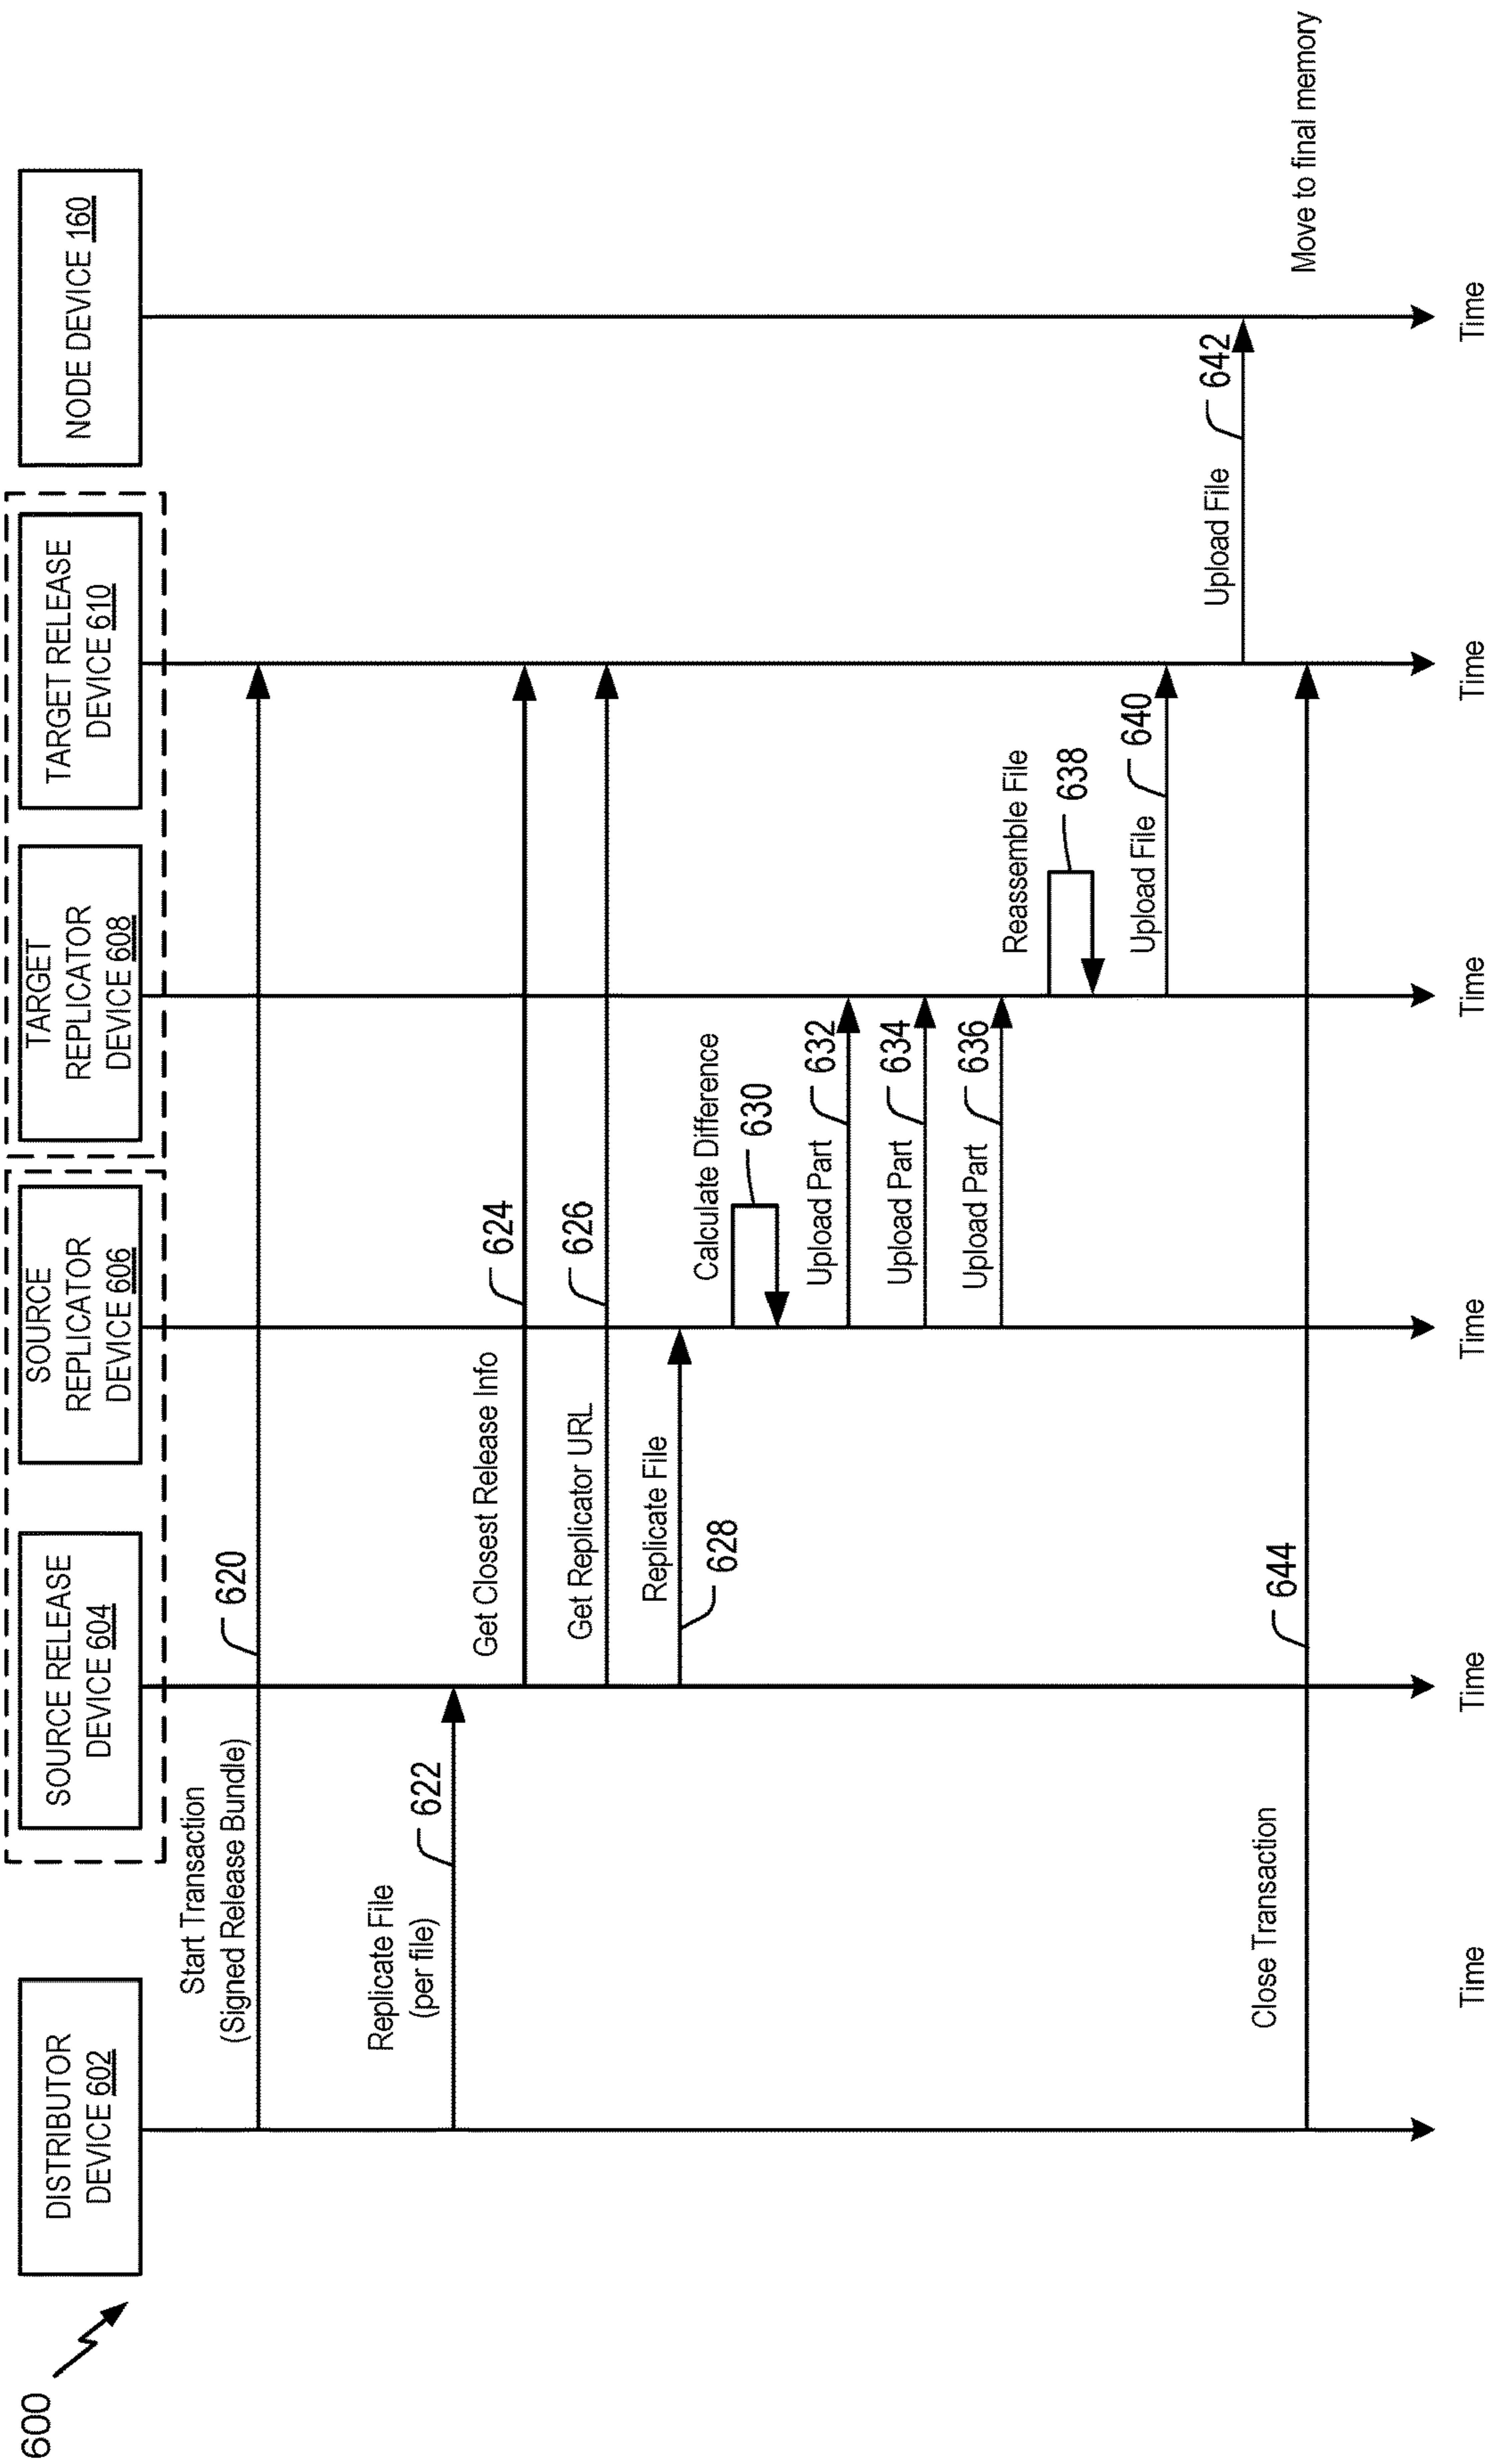 600
DISTRIBUTOR
DEVICE 602
SOURCE RELEASE
DEVICE 604
SOURCE
REPLICATOR
DEVICE 606
TARGET
REPLICATOR
DEVICE 608
TARGET RELEASE
DEVICE 610
NODE DEVICE 160
Start Transaction
(Signed Release Bundle)
620
Replicate File
(per file)
622
Get Closest Release Info
624
Get Replicator URL
626
Replicate File
628
Calculate Difference
630
Upload Part
632
Upload Part
634
Upload Part
636
Reassemble File
638
Upload File
640
Upload File
642
Close Transaction
644
Move to final memory
Time
Time
Time
Time
Time
Time